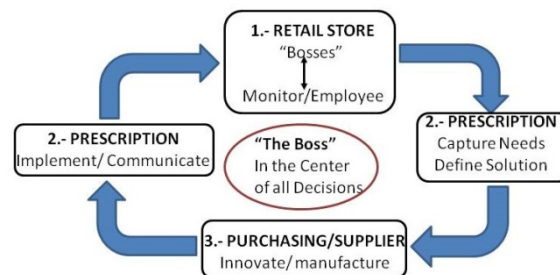 1.- RETAIL STORE
“Bosses”
Monitor/Employee
2.- PRESCRIPTION
Capture Needs
Define Solution
3.- PURCHASING/SUPPLIER
Innovate/manufacture
2.- PRESCRIPTION
Implement/ Communicate
“The Boss”
In the Center
of all Decisions